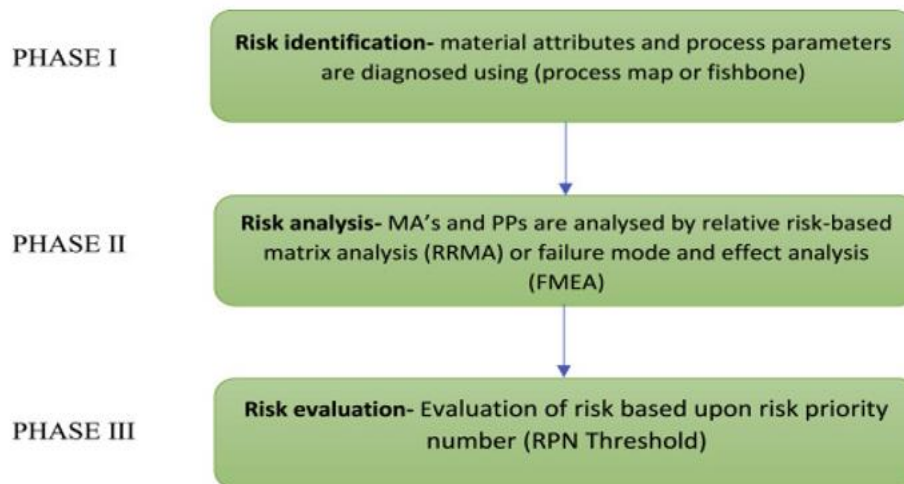 PHASE I
Risk identification- material attributes and process parameters
are diagnosed using (process map or fishbone)
PHASE II
Risk analysis- MA's and PPs are analysed by relative risk-based
matrix analysis (RRMA) or failure mode and effect analysis
(FMEA)
PHASE III
Risk evaluation- Evaluation of risk based upon risk priority
number (RPN Threshold)